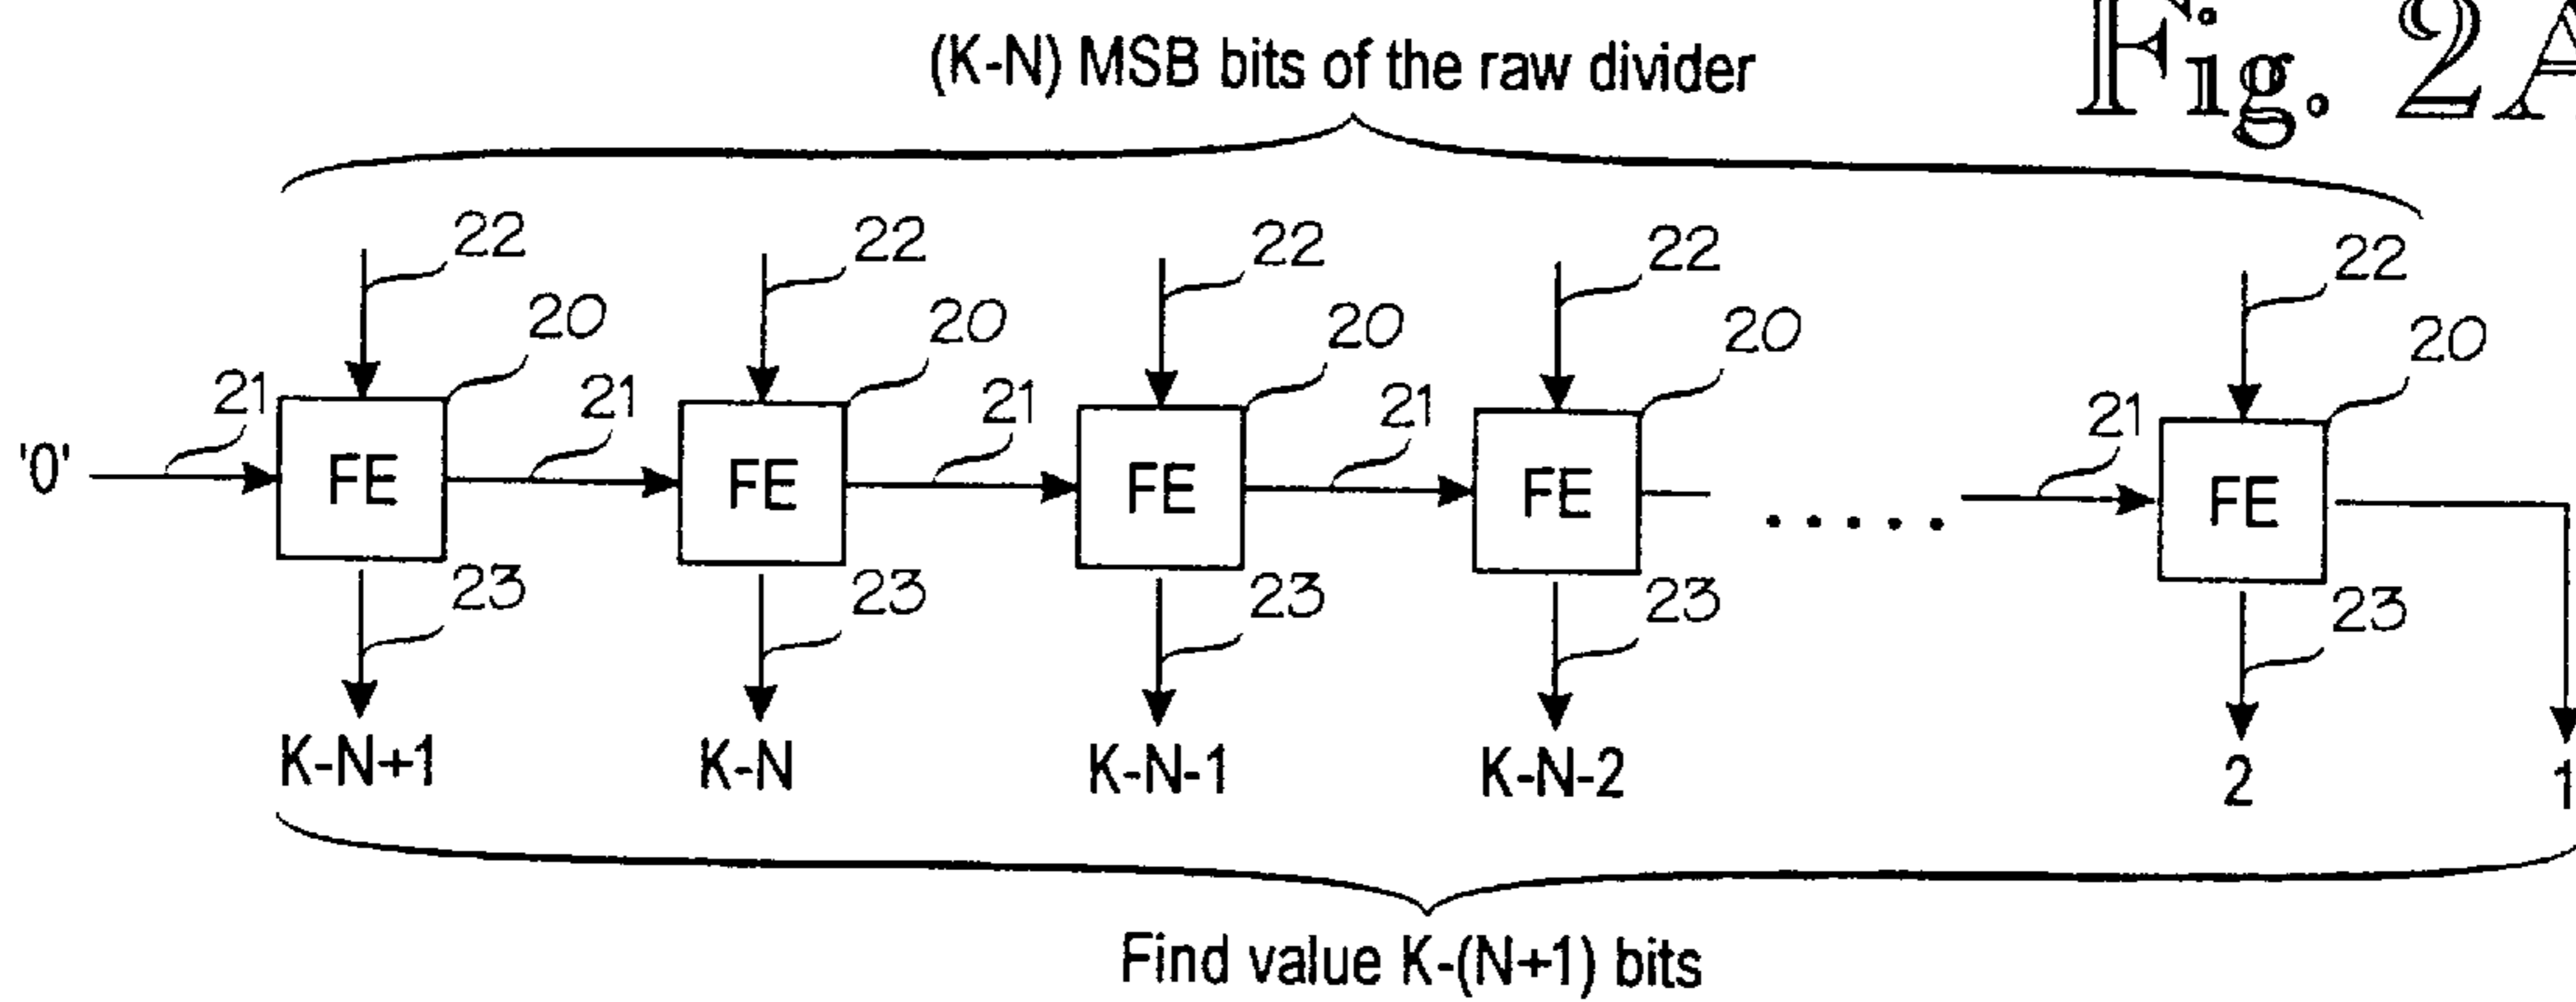 Fig. 2A
(K-N) MSB bits of the raw divider
22 22 22 22 22
20 20 20 20 20
21 21 21 21 21
'0' FE FE FE FE ..... FE
23 23 23 23 23
K-N+1 K-N K-N-1 K-N-2 2 1
Find value K-(N+1) bits